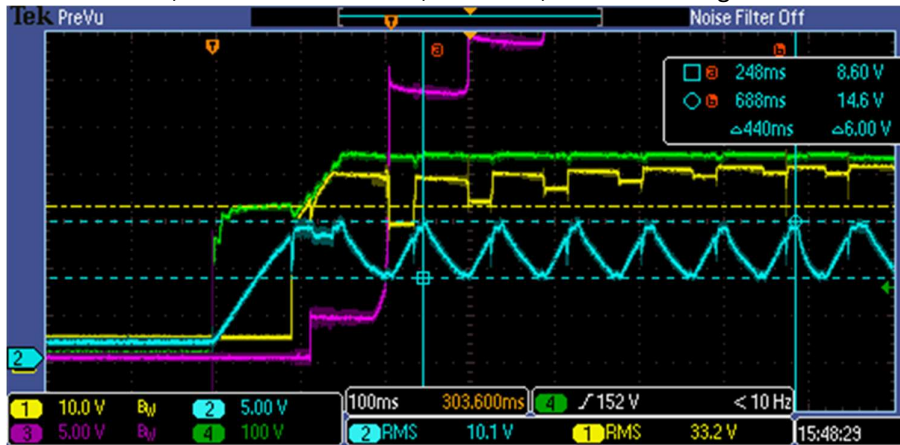 Tek PreVu Noise Filter Off
T
T a b
a 248ms 8.60 V
b 688ms 14.6 V
△440ms △6.00 V
2
1 10.0 V BW 2 5.00 V
3 5.00 V BW 4 100 V
100ms 303.600ms
4 152 V < 10 Hz
2 RMS 10.1 V 1 RMS 33.2 V
15:48:29